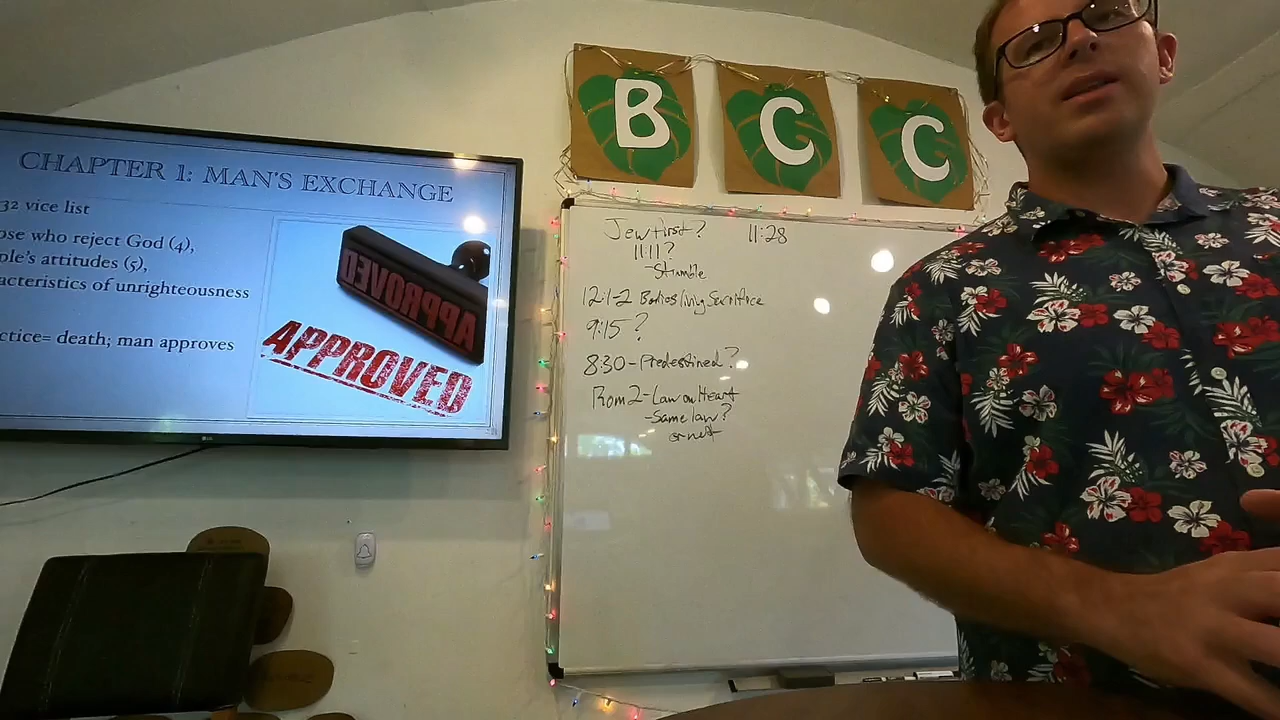 CHAPTER 1: MAN'S EXCHANGE
32 vice list
ose who reject God (4),
ple's attitudes (5),
acteristics of unrighteousness
ctice= death; man approves
APPROVED
APPROVED
LG
B C C
Jew first? 11:28
11:11?
-Stumble
12:1-2 Bodies living Sacrifice
9:15?
8:30-Predestined?
Rom 2-Law on Heart
-Same law?
or not